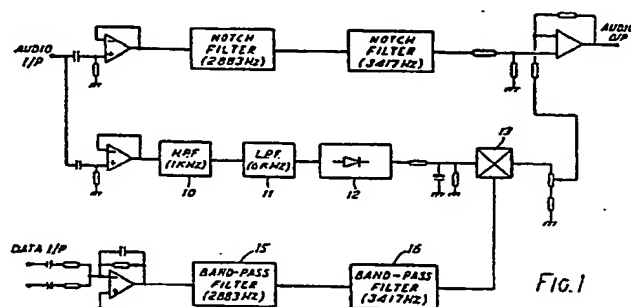 AUDIO
I/P
NOTCH
FILTER
(2883HZ)
NOTCH
FILTER
(3417HZ)
AUDIO
O/P
H.P.F.
(1KHZ)
10
L.P.F.
(6KHZ)
11
12
13
DATA I/P
BAND-PASS
FILTER
(2883HZ)
15
BAND-PASS
FILTER
(3417HZ)
16
FIG.1